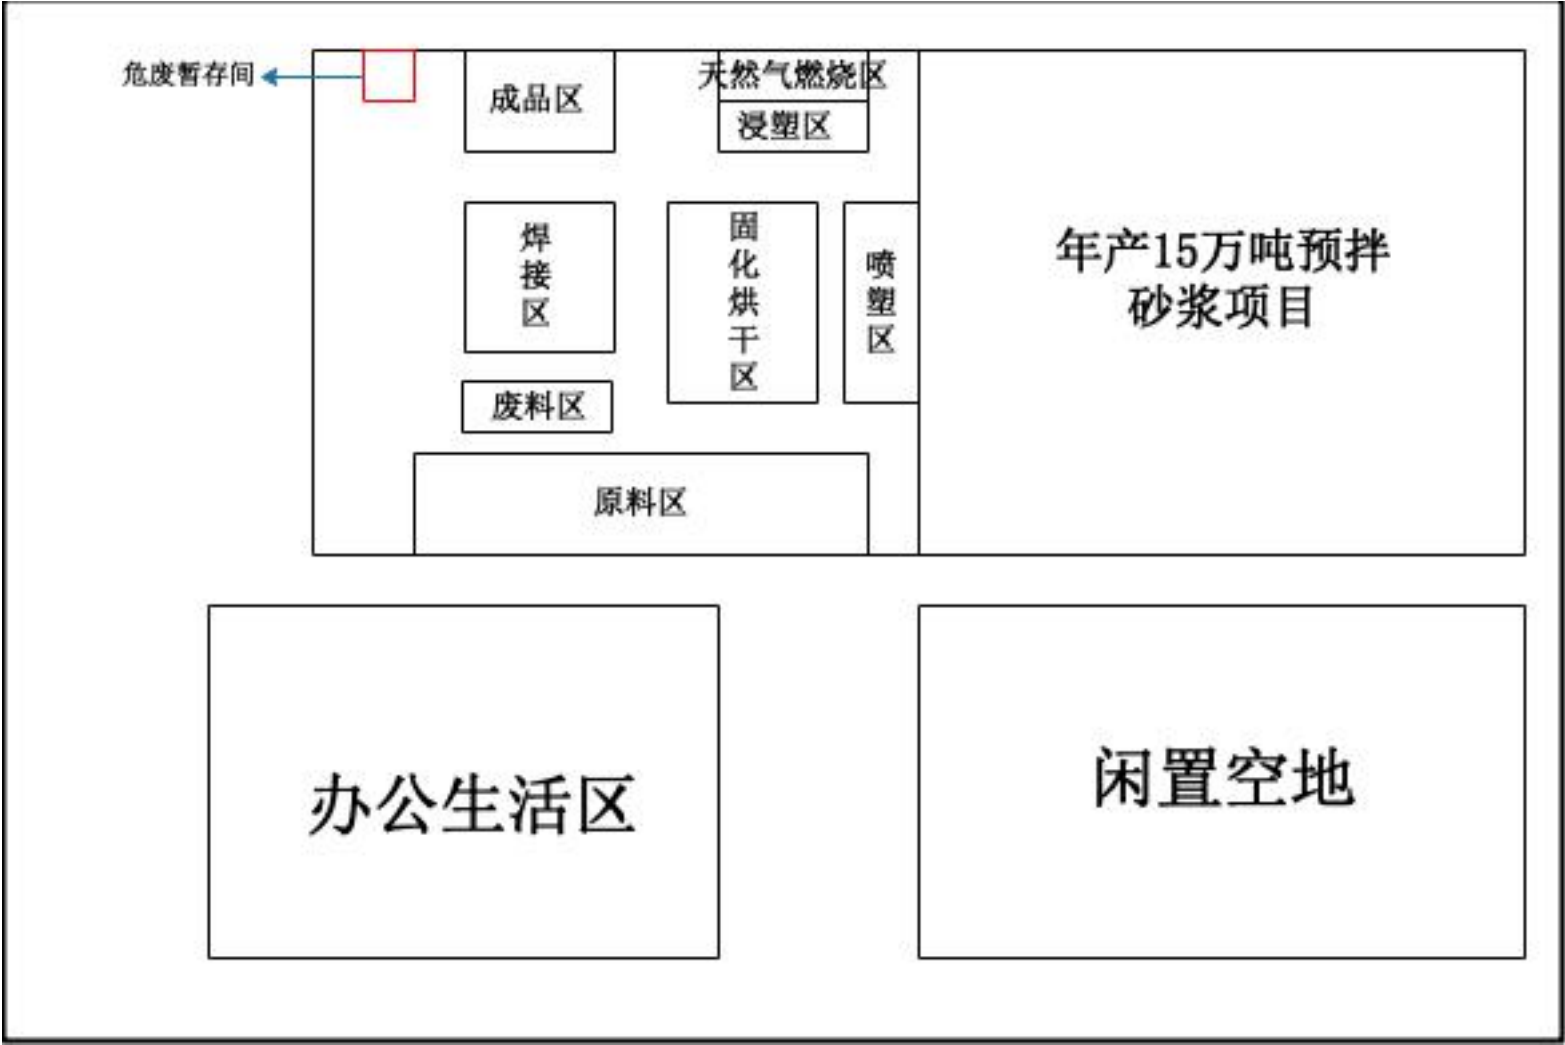 危废暂存间
成品区
天然气燃烧区
浸塑区
焊接区
固化烘干区
喷塑区
废料区
原料区
年产15万吨预拌
砂浆项目
办公生活区
闲置空地